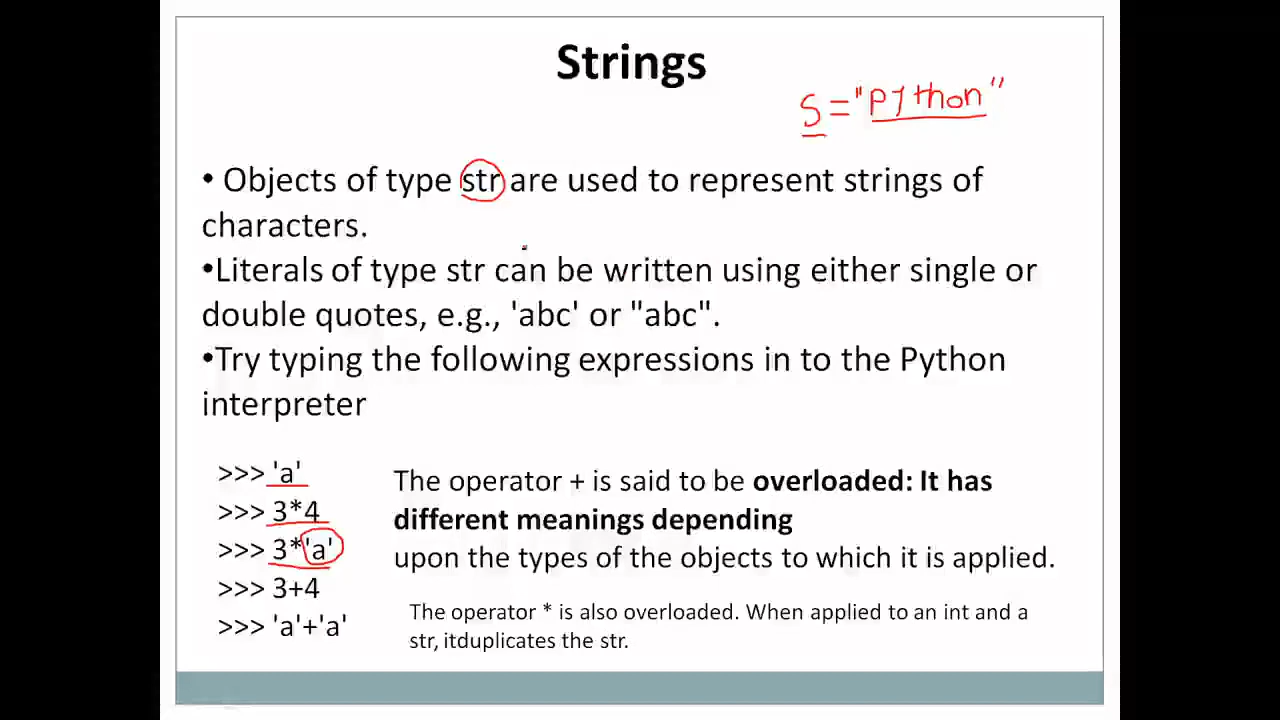 Strings
S="Python"
• Objects of type str are used to represent strings of
characters.
•Literals of type str can be written using either single or
double quotes, e.g., 'abc' or "abc".
•Try typing the following expressions in to the Python
interpreter
>>> 'a'
>>> 3*4
>>> 3*'a'
>>> 3+4
>>> 'a'+'a'
The operator + is said to be overloaded: It has
different meanings depending
upon the types of the objects to which it is applied.
The operator * is also overloaded. When applied to an int and a
str, itduplicates the str.